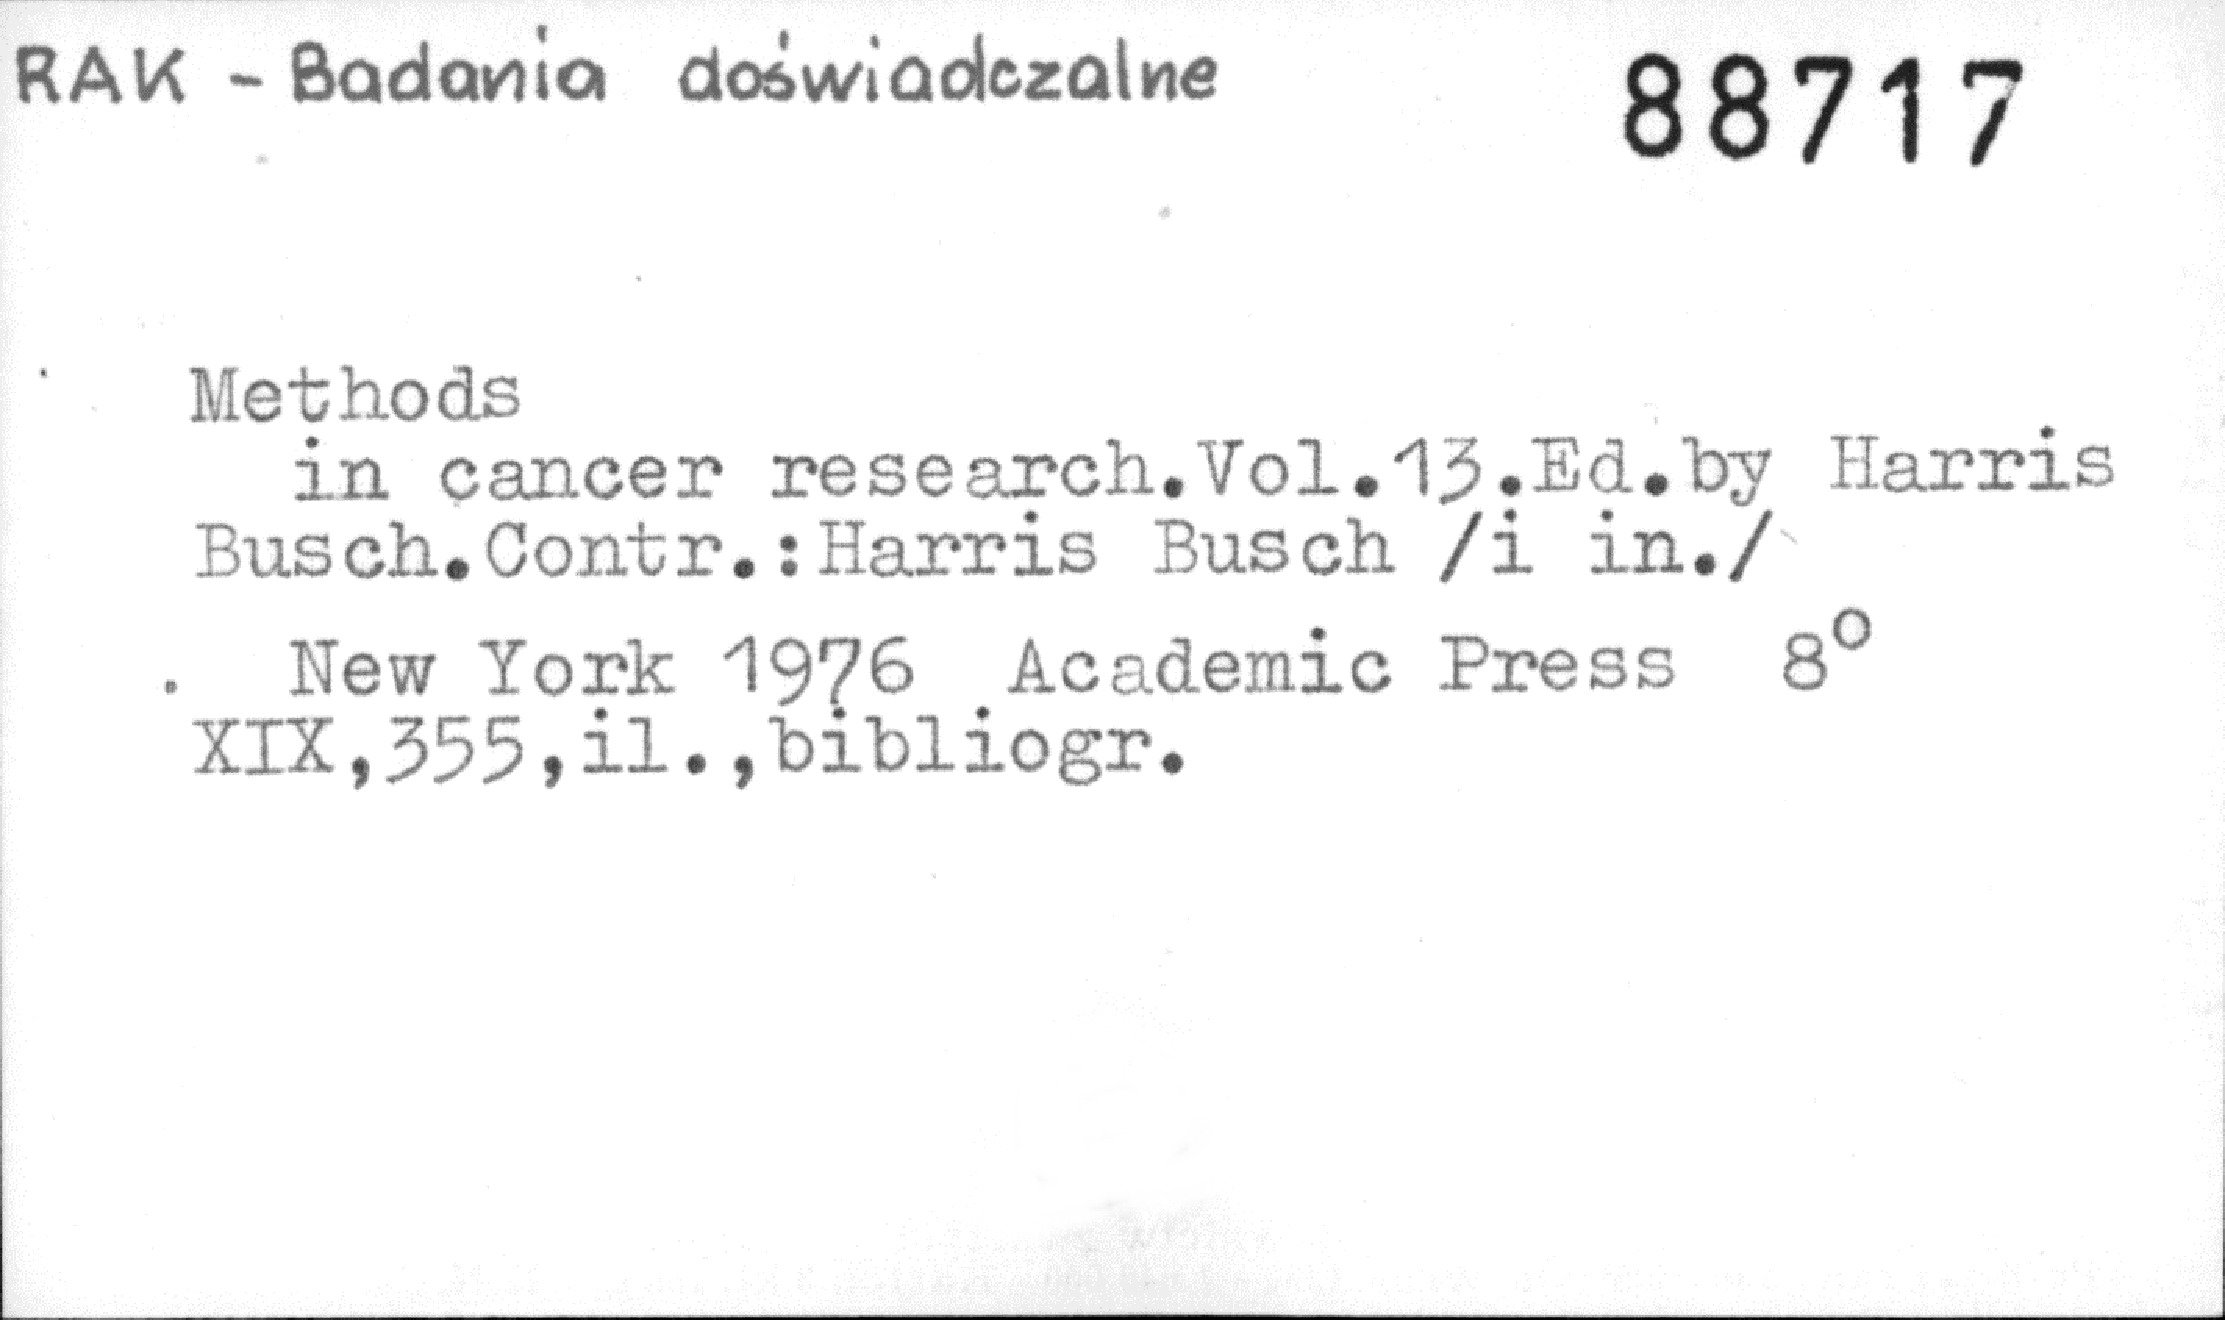 RAK - Badania doświadczalne
88717
Methods
in cancer research.Vol.13.Ed.by Harris
Busch.Contr.:Harris Busch /i in./
New York 1976 Academic Press 8°
XIX,355,il.,bibliogr.